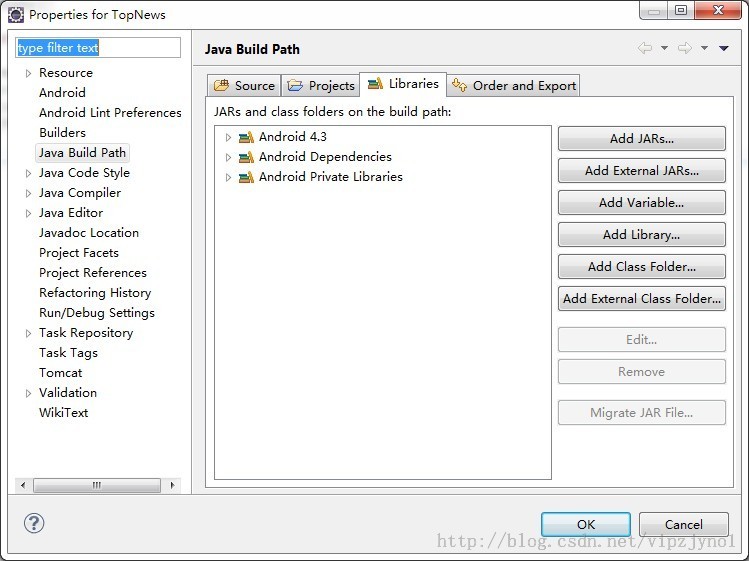 Properties for TopNews
type filter text
Resource
Android
Android Lint Preferences
Builders
Java Build Path
Java Code Style
Java Compiler
Java Editor
Javadoc Location
Project Facets
Project References
Refactoring History
Run/Debug Settings
Task Repository
Task Tags
Tomcat
Validation
WikiText
Java Build Path
Source Projects Libraries Order and Export
JARs and class folders on the build path:
Android 4.3
Android Dependencies
Android Private Libraries
Add JARs...
Add External JARs...
Add Variable...
Add Library...
Add Class Folder...
Add External Class Folder...
Edit...
Remove
Migrate JAR File...
OK Cancel
http://blog.csdn.net/vipzjyno1